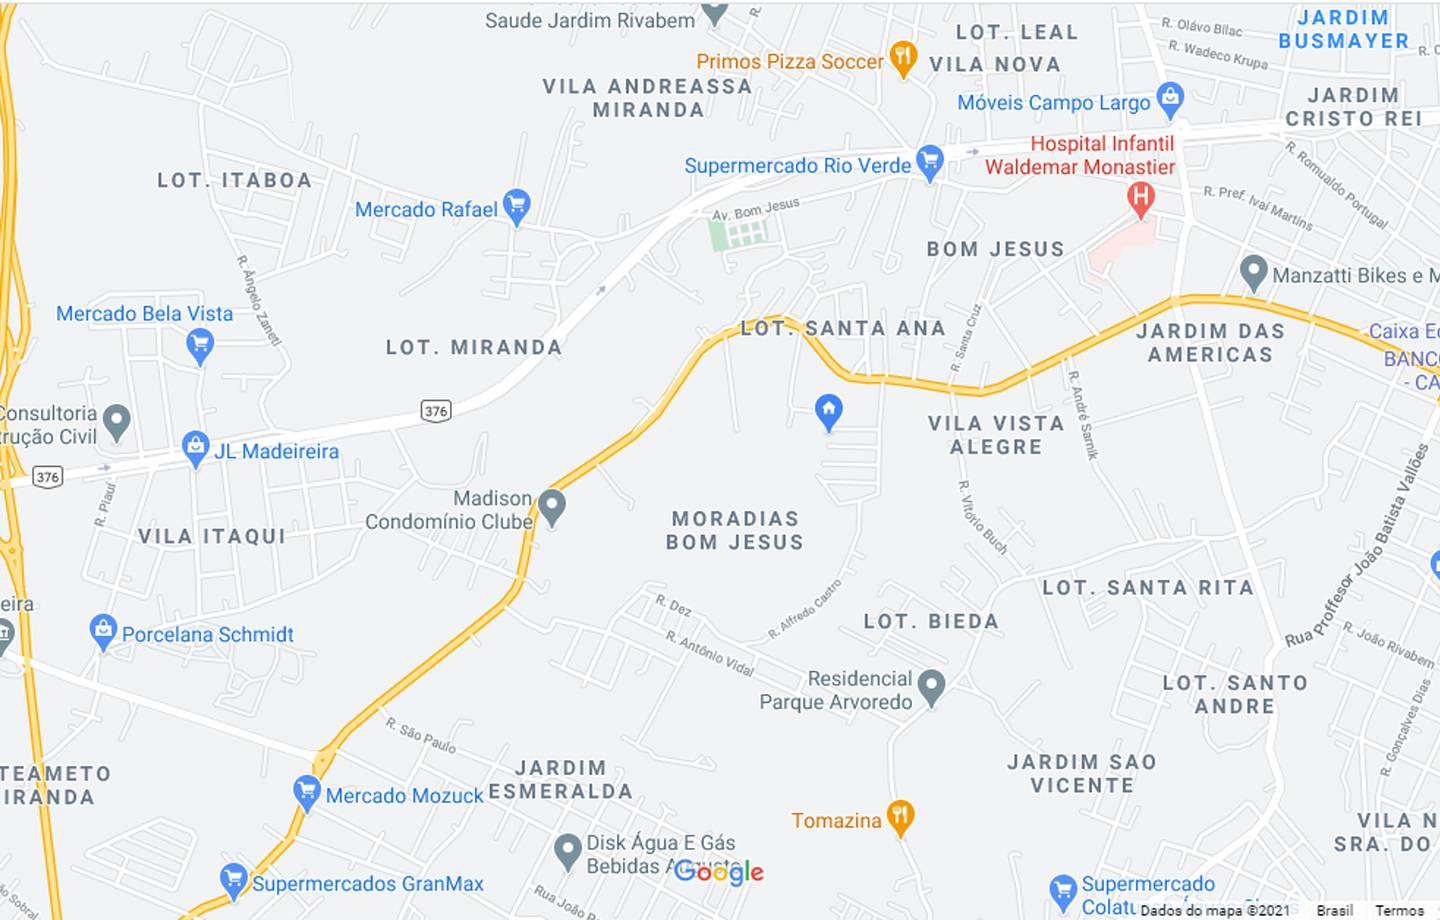 Saude Jardim Rivabem
R. Olávo Bilac
JARDIM
BUSMAYER
LOT. LEAL
R. Wadeco Krupa
Primos Pizza Soccer
VILA NOVA
VILA ANDREASSA
MIRANDA
Móveis Campo Largo
JARDIM
CRISTO REI
Hospital Infantil
Waldemar Monastier
Supermercado Rio Verde
LOT. ITABOA
R. Romualdo Portugal
R. Pref. Ivaí Martins
Mercado Rafael
Av. Bom Jesus
BOM JESUS
Manzatti Bikes e M
R. Ângelo Zaneti
Mercado Bela Vista
LOT. SANTA ANA
R. Santa Cruz
JARDIM DAS
AMERICAS
Caixa Ec
BANCO
- CA
LOT. MIRANDA
376
R. André Sarnik
Consultoria
trução Civil
VILA VISTA
ALEGRE
JL Madeireira
376
R. Piauí
Madison
Condomínio Clube
R. Vitório Buch
Rua Proffesor João Batista Vallões
VILA ITAQUI
MORADIAS
BOM JESUS
LOT. SANTA RITA
eira
R. Dez
R. Alfredo Castro
LOT. BIEDA
Porcelana Schmidt
R. Antônio Vidal
R. João Rivabem
Residencial
Parque Arvoredo
LOT. SANTO
ANDRE
R. Gonçalves Dias
R. São Paulo
TEAMETO
IRANDA
JARDIM
ESMERALDA
JARDIM SAO
VICENTE
Mercado Mozuck
Tomazina
VILA N
SRA. DO
Disk Água E Gás
Bebidas Augusto
Google
Supermercados GranMax
Rua João
Supermercado
Dados do mapa ©2021
Brasil
Termos